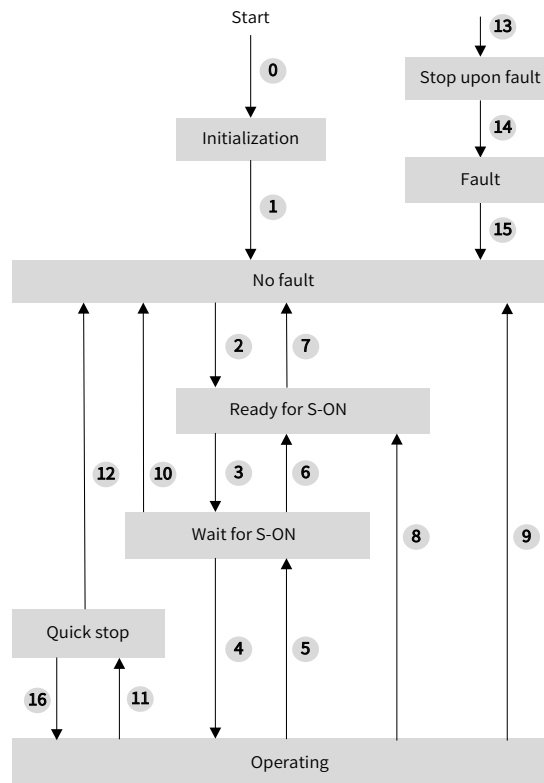 Start
13
0
Stop upon fault
14
Initialization
Fault
1
15
No fault
2
7
Ready for S-ON
12
10
3
6
Wait for S-ON
8
9
Quick stop
4
5
16
11
Operating